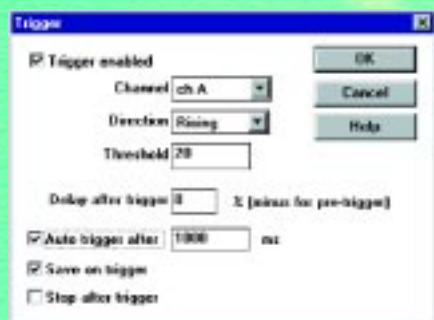 Trigger
Trigger enabled
OK
Channel ch A
Cancel
Direction Rising
Help
Threshold 20
Delay after trigger 0 % (minus for pre-trigger)
Auto trigger after 1000 ms
Save on trigger
Stop after trigger